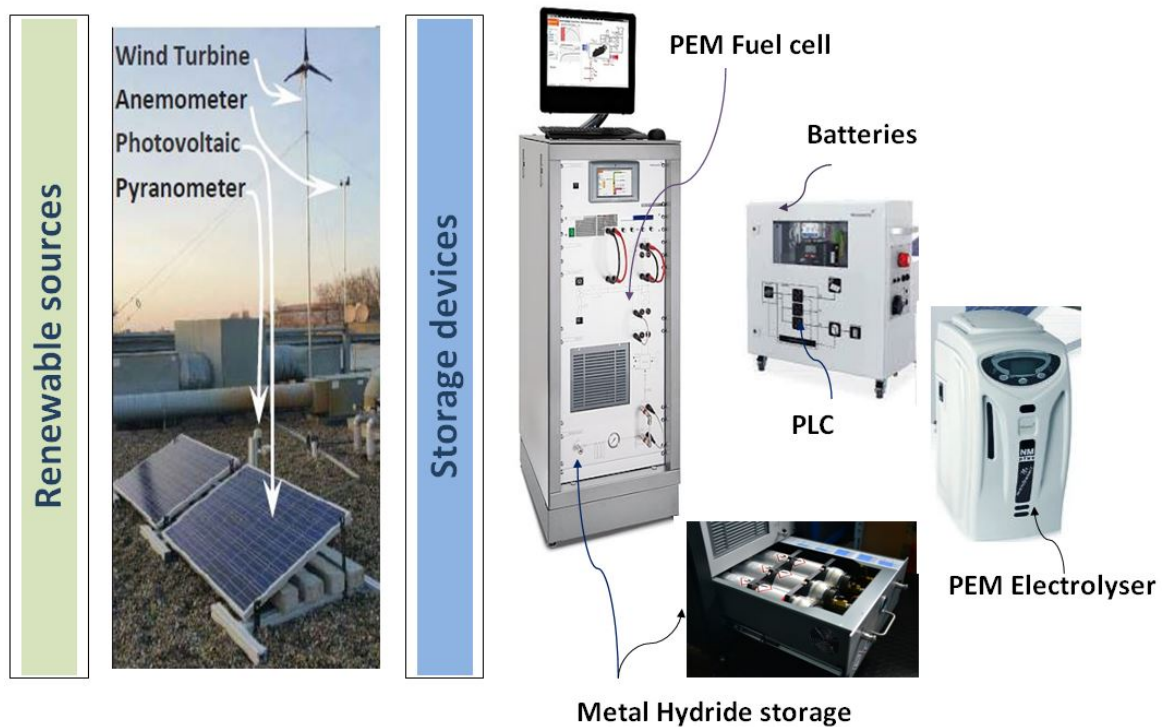 Renewable sources
Wind Turbine
Anemometer
Photovoltaic
Pyranometer
Storage devices
PEM Fuel cell
Batteries
PLC
NM
PEM Electrolyser
Metal Hydride storage